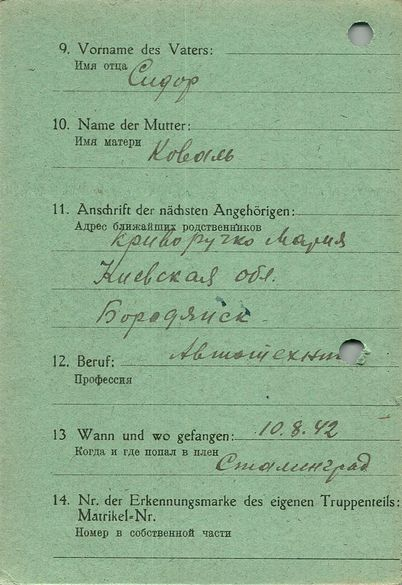 9. Vorname des Vaters:
Имя отца
Сидор
10. Name der Mutter:
Имя матери
Коваль
11. Anschrift der nächsten Angehörigen:
Адрес ближайших родственников
Криворучко Мария
Киевская обл.
Бородянск
12. Beruf:
Профессия
13 Wann und wo gefangen: 10.8.42
Когда и где попал в плен
Сталинград
14. Nr. der Erkennungsmarke des eigenen Truppenteils:
Matrikel-Nr.
Номер в собственной части